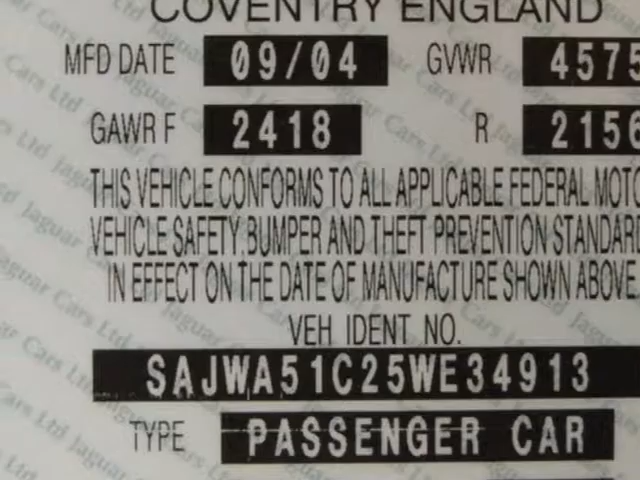 COVENTRY ENGLAND
MFD DATE 09/04 GVWR 4575
GAWR F 2418 R 2156
THIS VEHICLE CONFORMS TO ALL APPLICABLE FEDERAL MOTO
VEHICLE SAFETY, BUMPER AND THEFT PREVENTION STANDAR
IN EFFECT ON THE DATE OF MANUFACTURE SHOWN ABOVE.
VEH IDENT NO.
SAJWA51C25WE34913
TYPE PASSENGER CAR